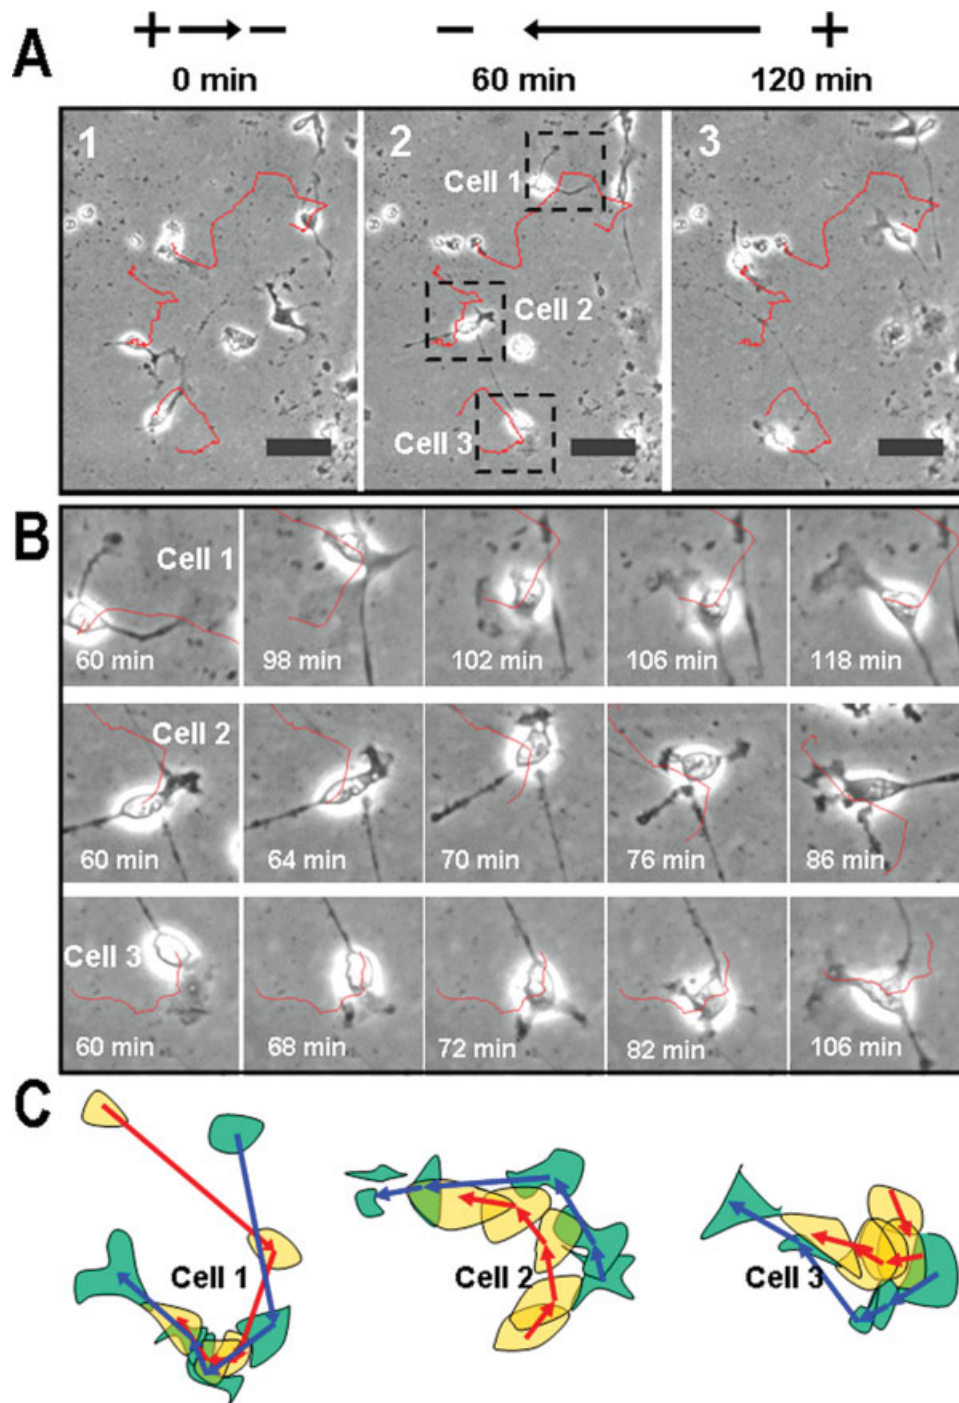 A
+ → − − ← +
0 min 60 min 120 min
1 2 3
Cell 1
Cell 2
Cell 3
B
Cell 1
60 min 98 min 102 min 106 min 118 min
Cell 2
60 min 64 min 70 min 76 min 86 min
Cell 3
60 min 68 min 72 min 82 min 106 min
C
Cell 1 Cell 2 Cell 3